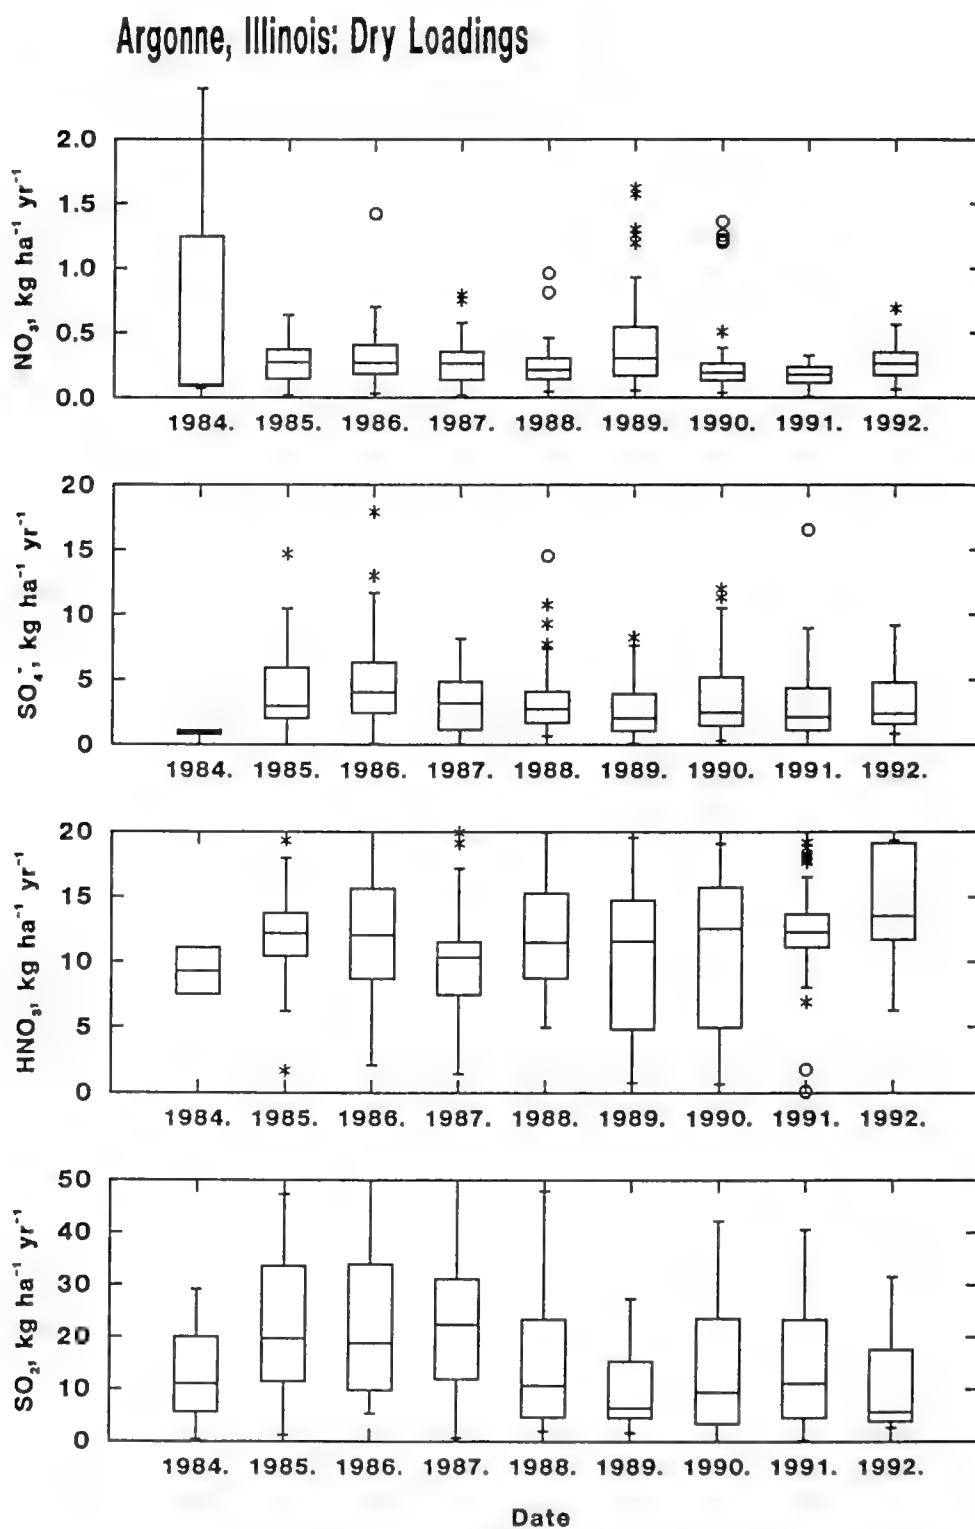 Argonne, Illinois: Dry Loadings
NO₃, kg ha⁻¹ yr⁻¹
2.0
1.5
1.0
0.5
0.0
1984. 1985. 1986. 1987. 1988. 1989. 1990. 1991. 1992.
SO₄⁻, kg ha⁻¹ yr⁻¹
20
15
10
5
0
1984. 1985. 1986. 1987. 1988. 1989. 1990. 1991. 1992.
HNO₃, kg ha⁻¹ yr⁻¹
20
15
10
5
0
1984. 1985. 1986. 1987. 1988. 1989. 1990. 1991. 1992.
SO₂, kg ha⁻¹ yr⁻¹
50
40
30
20
10
0
1984. 1985. 1986. 1987. 1988. 1989. 1990. 1991. 1992.
Date